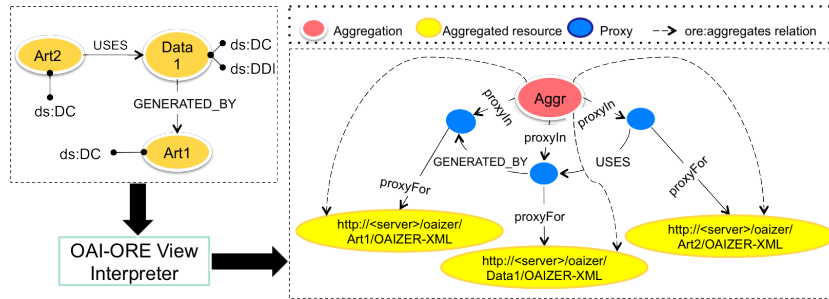 Art2
USES
Data
1
ds:DC
ds:DDI
ds:DC
GENERATED_BY
ds:DC
Art1
OAI-ORE View
Interpreter
Aggregation
Aggregated resource
Proxy
ore:aggregates relation
Aggr
proxyIn
proxyIn
proxyIn
GENERATED_BY
USES
proxyFor
proxyFor
proxyFor
http://<server>/oaizer/
Art1/OAIZER-XML
http://<server>/oaizer/
Data1/OAIZER-XML
http://<server>/oaizer/
Art2/OAIZER-XML